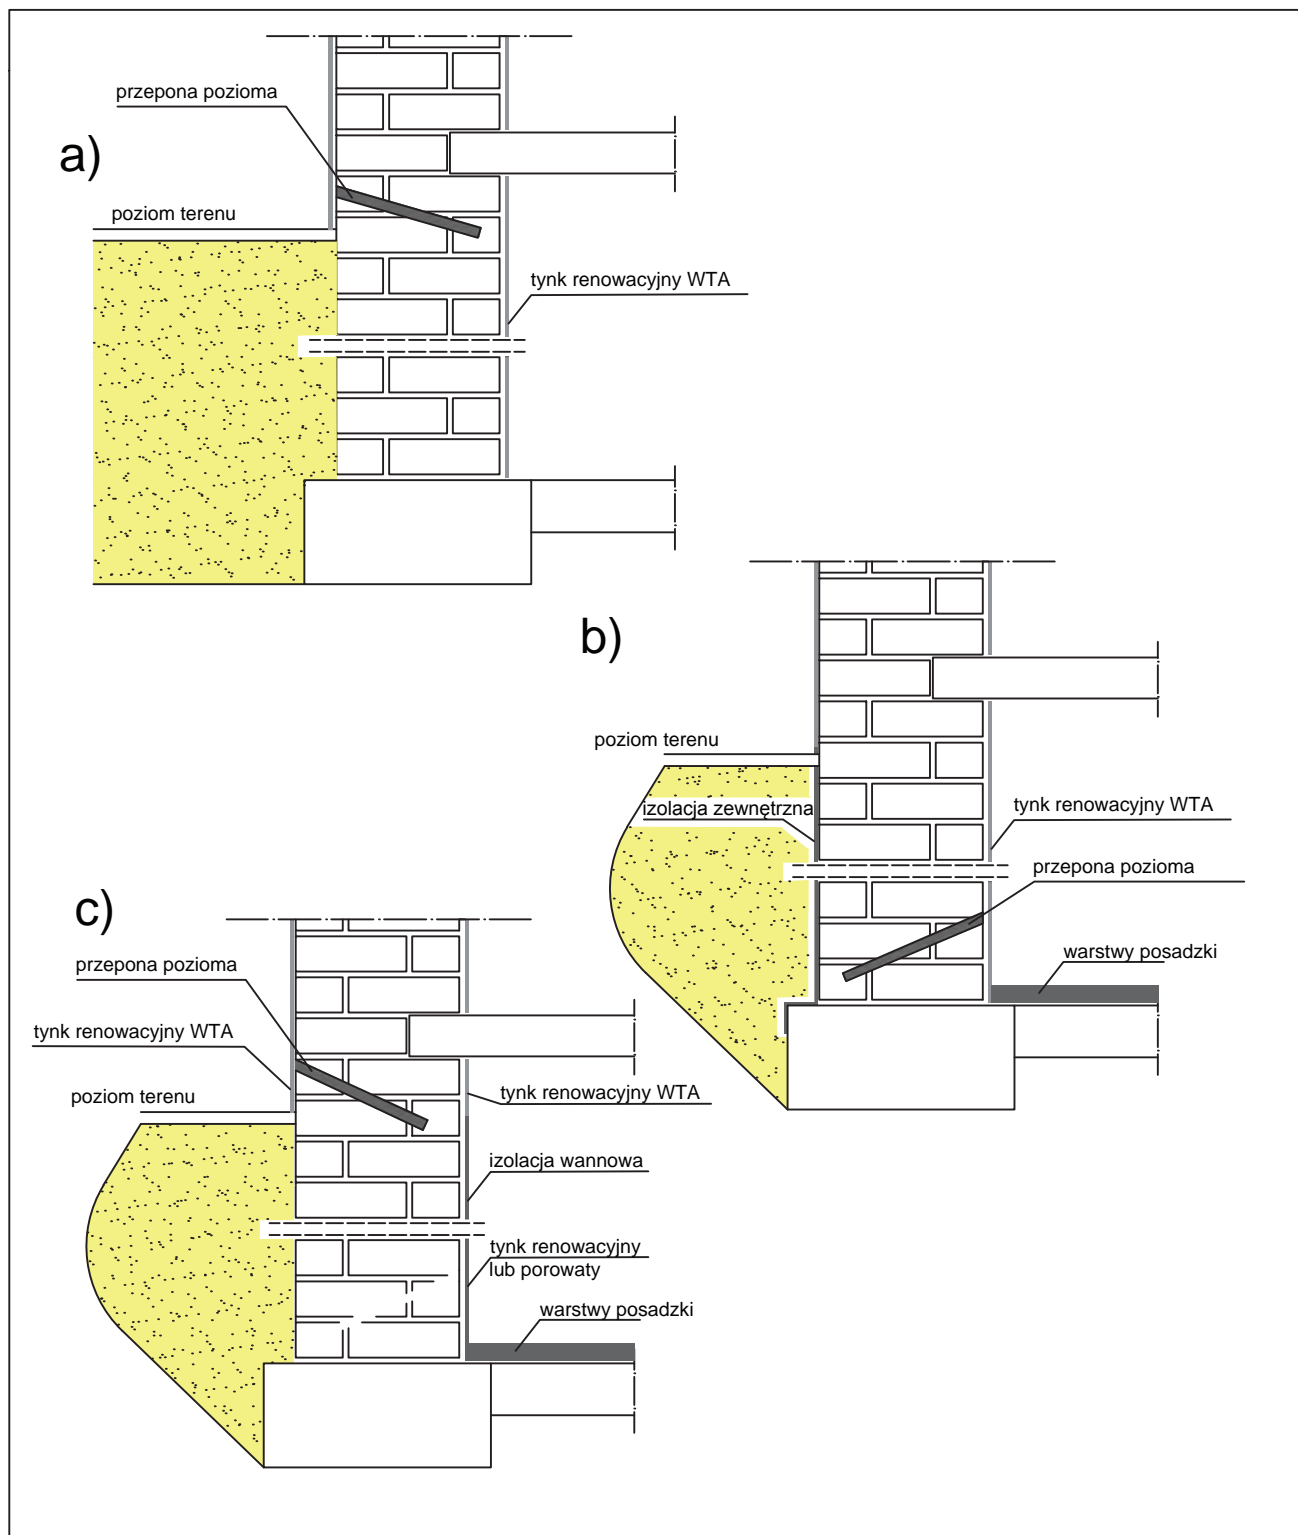 przepona pozioma
a)
poziom terenu
tynk renowacyjny WTA
b)
poziom terenu
izolacja zewnętrzna
tynk renowacyjny WTA
przepona pozioma
warstwy posadzki
c)
przepona pozioma
tynk renowacyjny WTA
poziom terenu
tynk renowacyjny WTA
izolacja wannowa
tynk renowacyjny
lub porowaty
warstwy posadzki